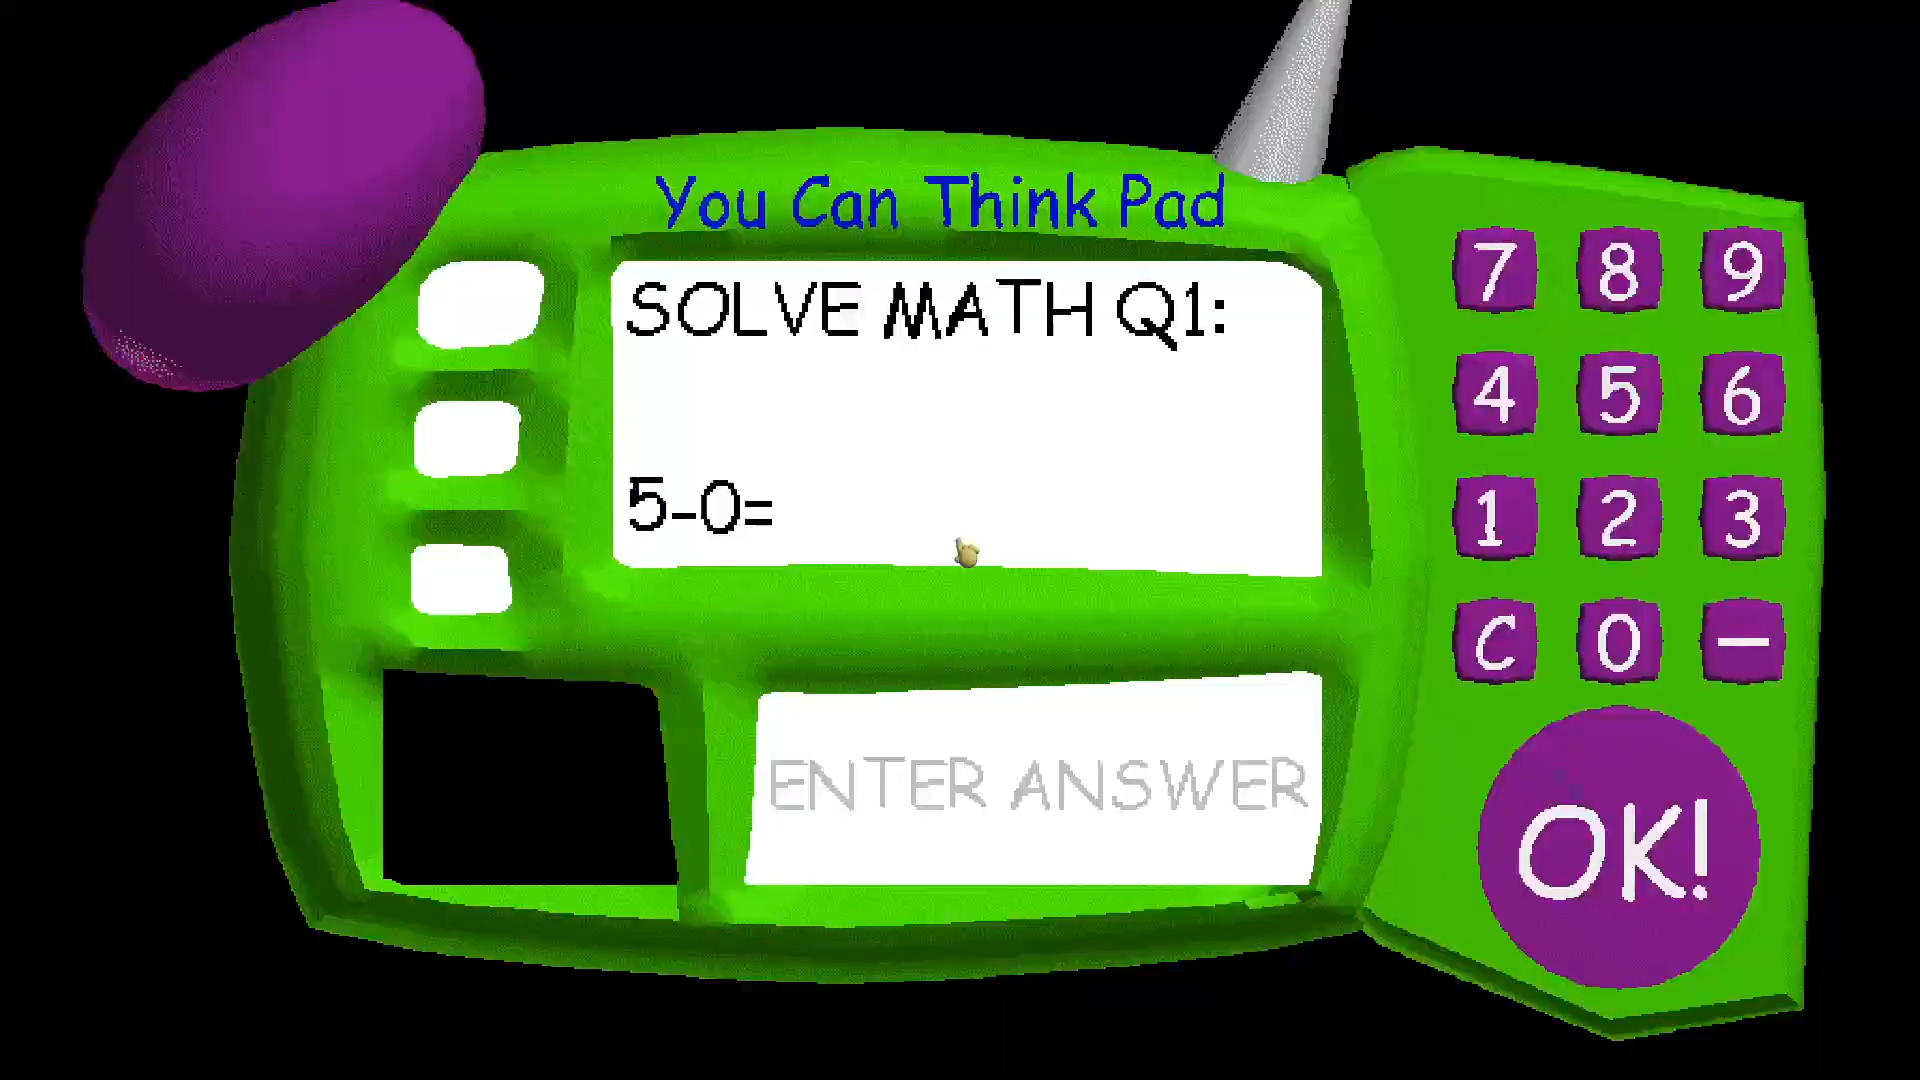 You Can Think Pad
SOLVE MATH Q1:
5-0=
ENTER ANSWER
7 8 9
4 5 6
1 2 3
C 0 −
OK!